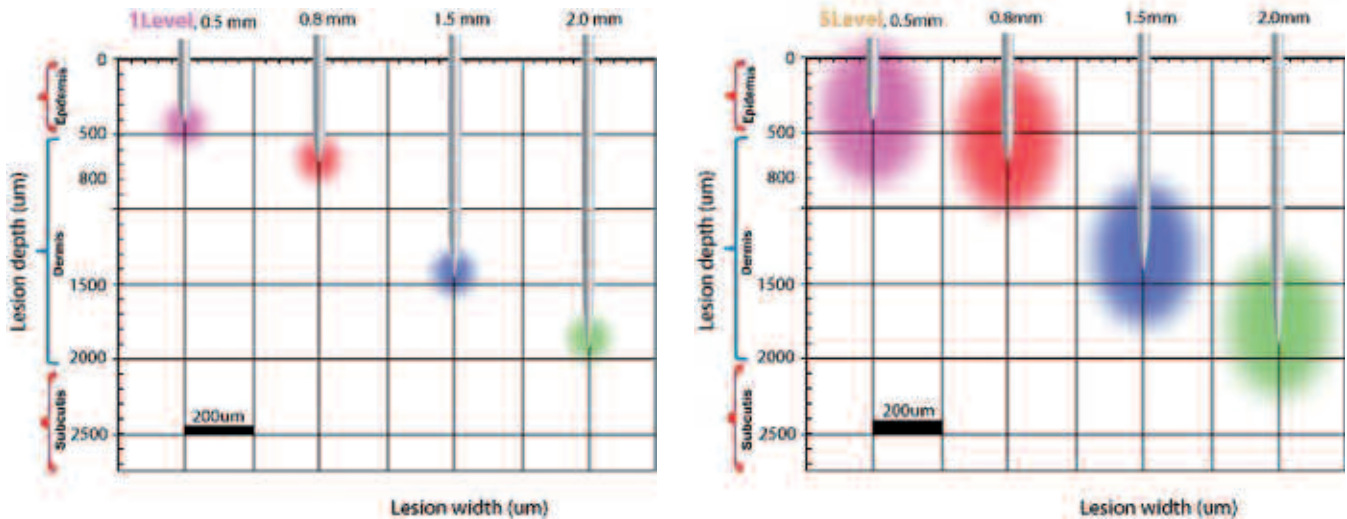 1Level, 0.5 mm 0.8 mm 1.5 mm 2.0 mm
0
500
800
1500
2000
2500
Lesion depth (um)
Epidemis
Dermis
Subcutis
200um
Lesion width (um)
5Level, 0.5mm 0.8mm 1.5mm 2.0mm
0
500
800
1500
2000
2500
Lesion depth (um)
Epidemis
Dermis
Subcutis
200um
Lesion width (um)